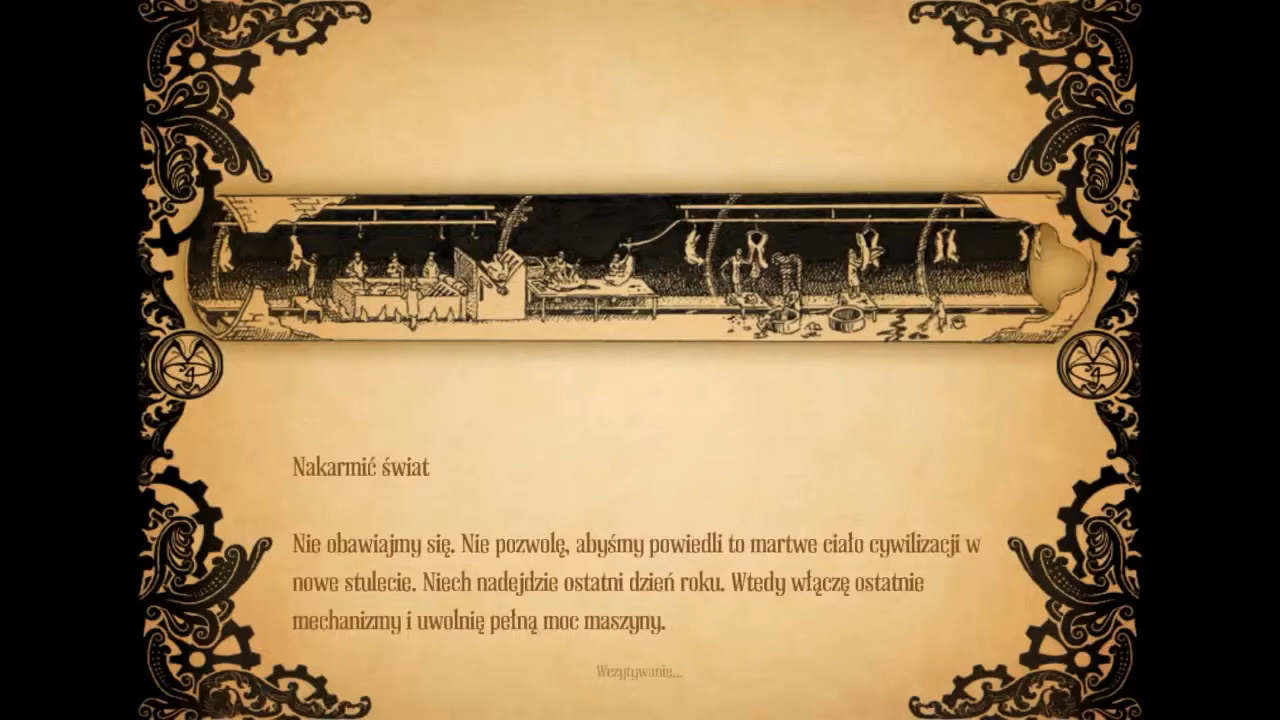 Nakarmić świat
Nie obawiajmy się. Nie pozwolę, abyśmy powiedli to martwe ciało cywilizacji w
nowe stulecie. Niech nadejdzie ostatni dzień roku. Wtedy włączę ostatnie
mechanizmy i uwolnię pełną moc maszyny.
Wczytywanie...